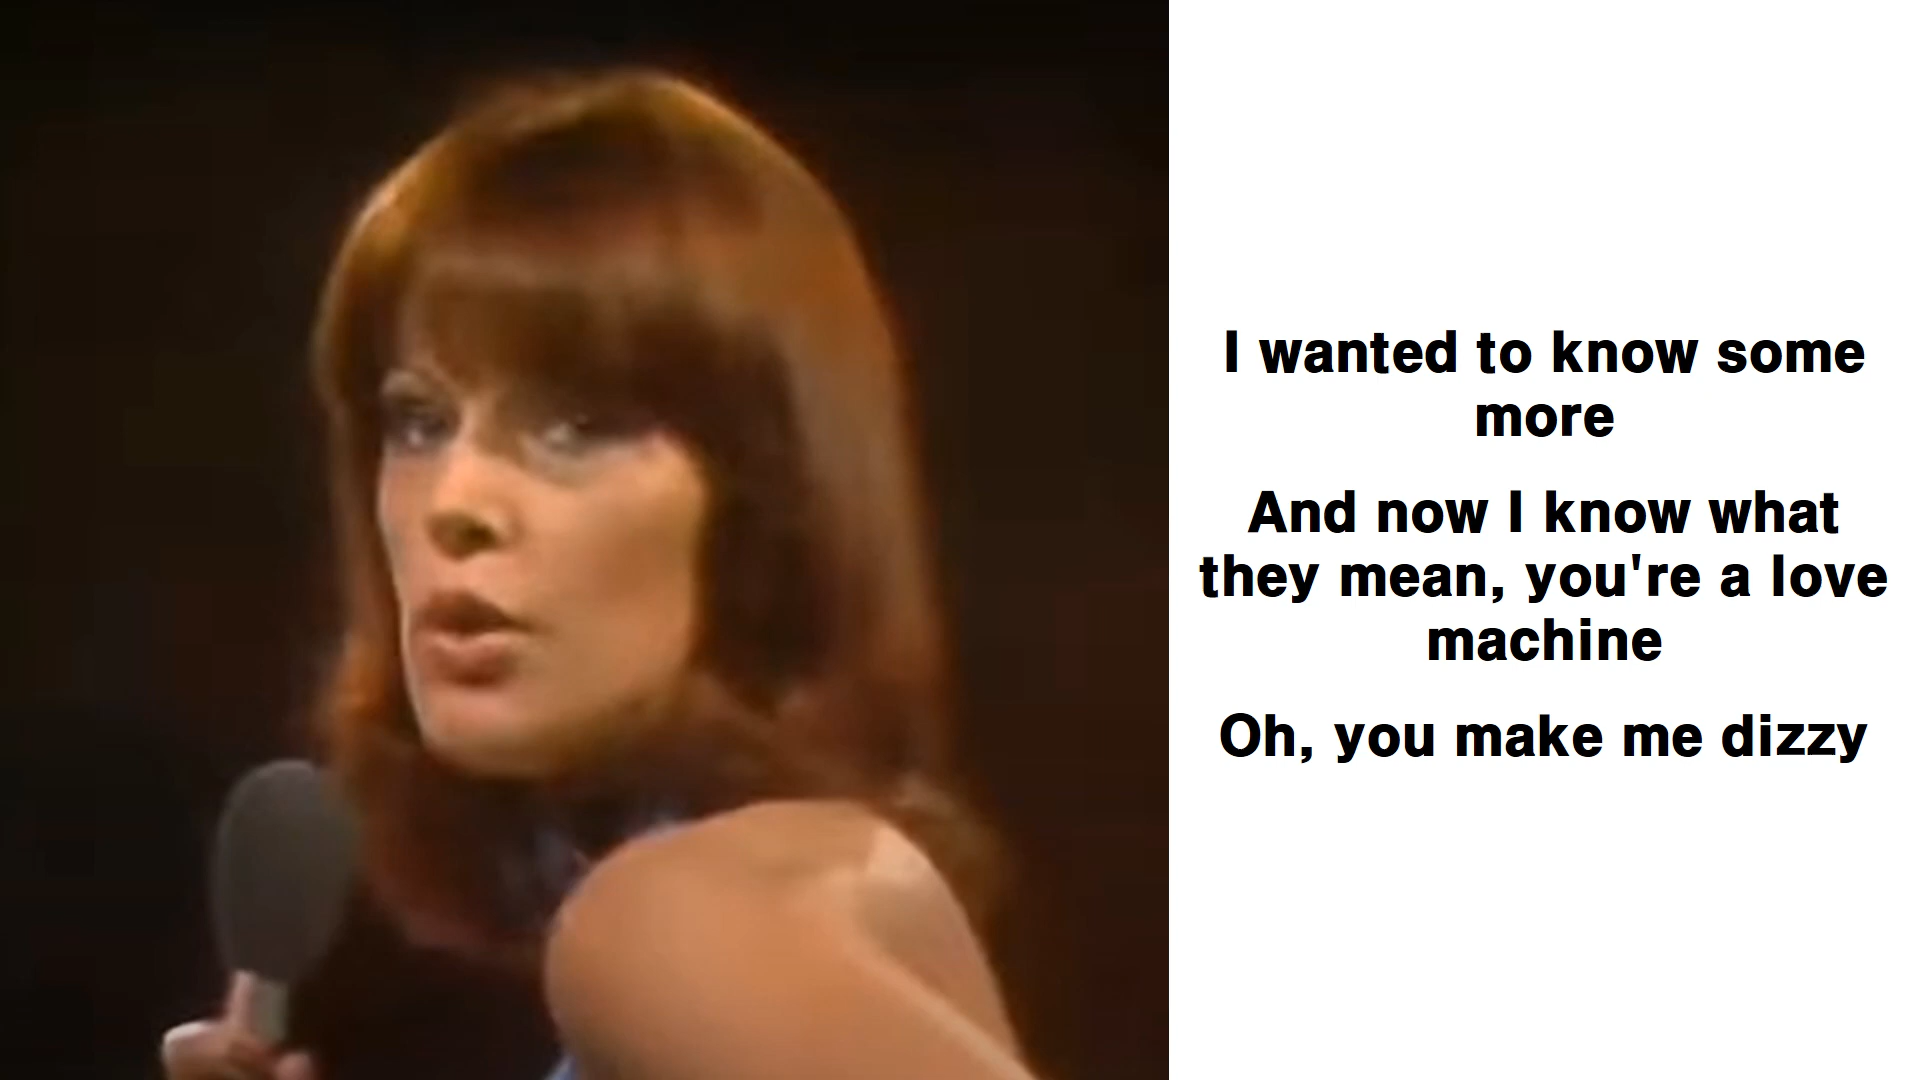 I wanted to know some
more
And now I know what
they mean, you're a love
machine
Oh, you make me dizzy